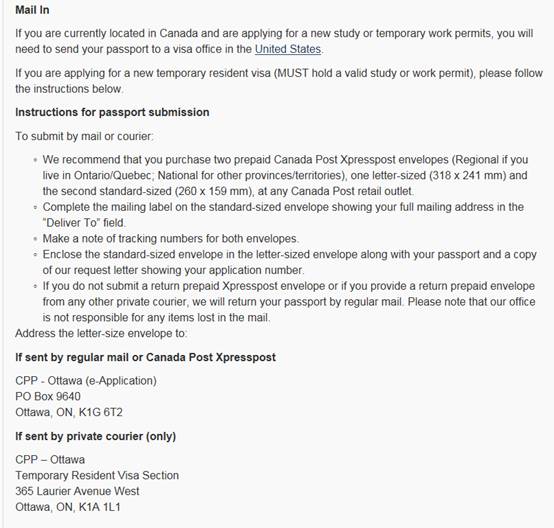 Mail In
If you are currently located in Canada and are applying for a new study or temporary work permits, you will
need to send your passport to a visa office in the United States.
If you are applying for a new temporary resident visa (MUST hold a valid study or work permit), please follow
the instructions below.
Instructions for passport submission
To submit by mail or courier:
◦ We recommend that you purchase two prepaid Canada Post Xpresspost envelopes (Regional if you
live in Ontario/Quebec; National for other provinces/territories), one letter-sized (318 x 241 mm) and
the second standard-sized (260 x 159 mm), at any Canada Post retail outlet.
◦ Complete the mailing label on the standard-sized envelope showing your full mailing address in the
"Deliver To" field.
◦ Make a note of tracking numbers for both envelopes.
◦ Enclose the standard-sized envelope in the letter-sized envelope along with your passport and a copy
of our request letter showing your application number.
◦ If you do not submit a return prepaid Xpresspost envelope or if you provide a return prepaid envelope
from any other private courier, we will return your passport by regular mail. Please note that our office
is not responsible for any items lost in the mail.
Address the letter-size envelope to:
If sent by regular mail or Canada Post Xpresspost
CPP - Ottawa (e-Application)
PO Box 9640
Ottawa, ON, K1G 6T2
If sent by private courier (only)
CPP – Ottawa
Temporary Resident Visa Section
365 Laurier Avenue West
Ottawa, ON, K1A 1L1